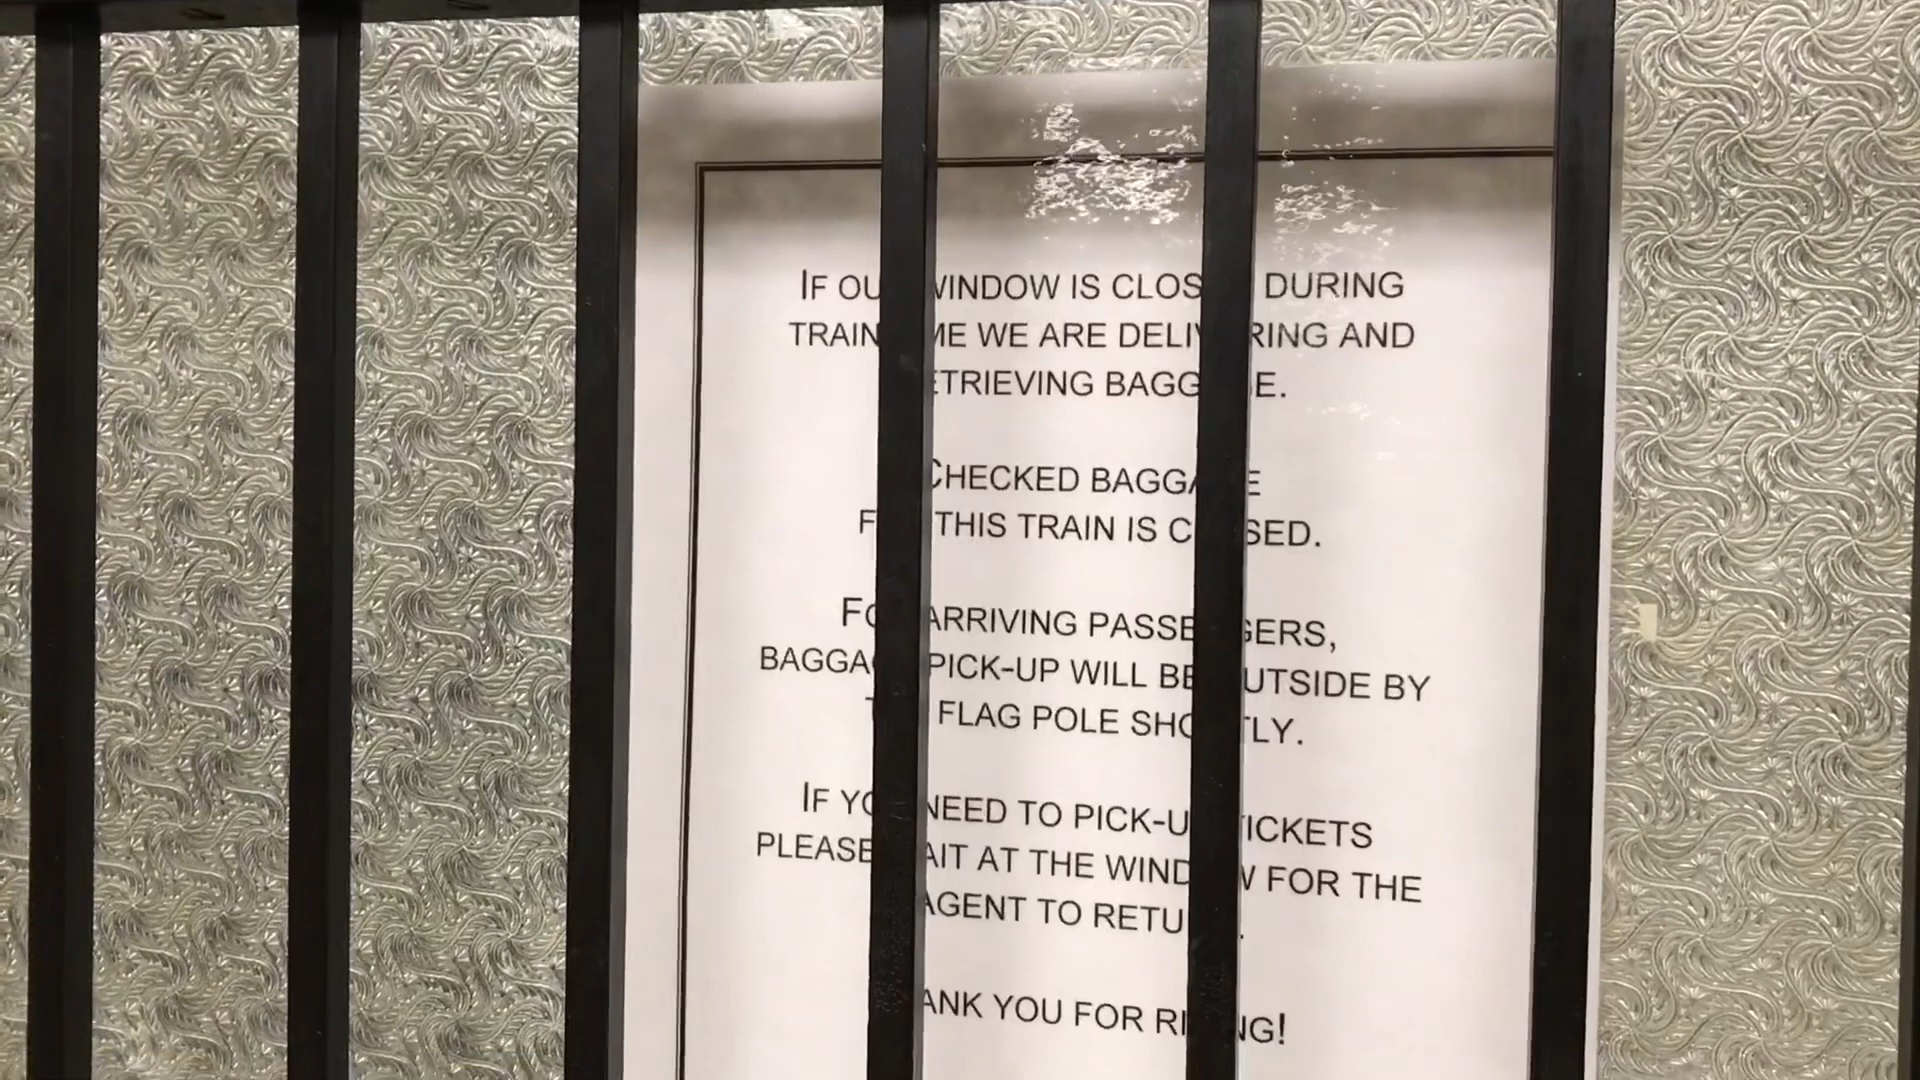 IF OUR WINDOW IS CLOSED DURING
TRAIN TIME WE ARE DELIVERING AND
RETRIEVING BAGGAGE.
CHECKED BAGGAGE
FOR THIS TRAIN IS CLOSED.
FOR ARRIVING PASSENGERS,
BAGGAGE PICK-UP WILL BE OUTSIDE BY
THE FLAG POLE SHORTLY.
IF YOU NEED TO PICK-UP TICKETS
PLEASE WAIT AT THE WINDOW FOR THE
AGENT TO RETURN.
THANK YOU FOR RIDING!